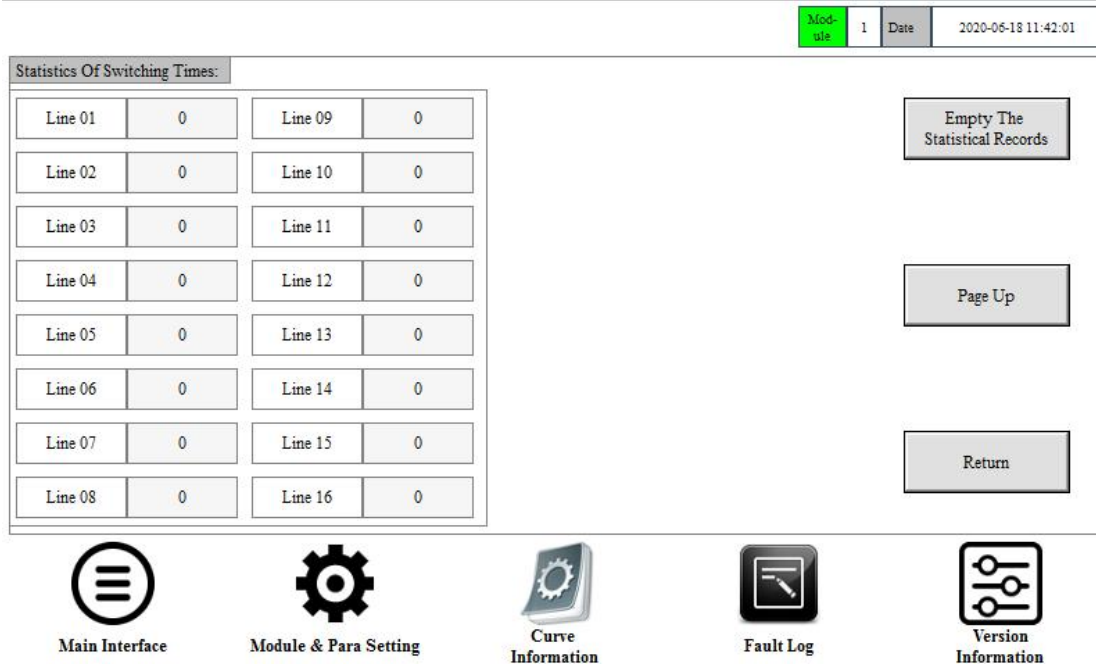 Mod-
ule
1
Date
2020-06-18 11:42:01
Statistics Of Switching Times:
Line 01 0 Line 09 0
Empty The
Statistical Records
Line 02 0 Line 10 0
Line 03 0 Line 11 0
Line 04 0 Line 12 0
Page Up
Line 05 0 Line 13 0
Line 06 0 Line 14 0
Line 07 0 Line 15 0
Return
Line 08 0 Line 16 0
Main Interface
Module & Para Setting
Curve
Information
Fault Log
Version
Information